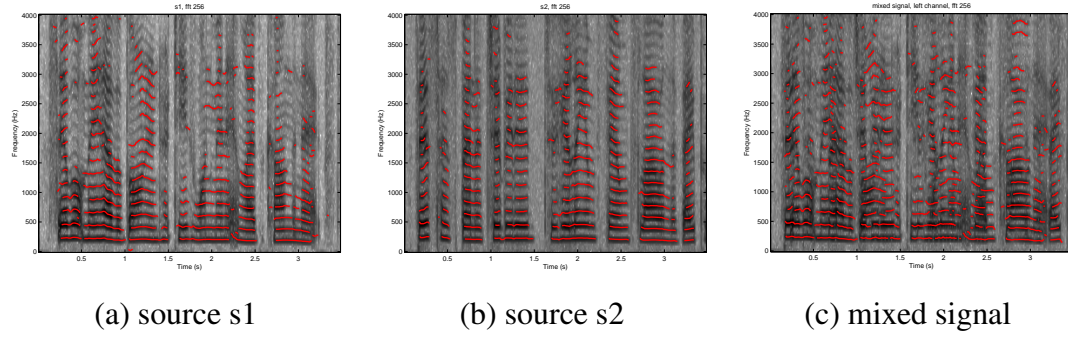 s1, fft 256
4000
3500
3000
2500
2000
1500
1000
500
0
Frequency (Hz)
0.5 1 1.5 2 2.5 3
Time (s)
(a) source s1
s2, fft 256
4000
3500
3000
2500
2000
1500
1000
500
0
Frequency (Hz)
0.5 1 1.5 2 2.5 3
Time (s)
(b) source s2
mixed signal, left channel, fft 256
4000
3500
3000
2500
2000
1500
1000
500
0
Frequency (Hz)
0.5 1 1.5 2 2.5 3
Time (s)
(c) mixed signal